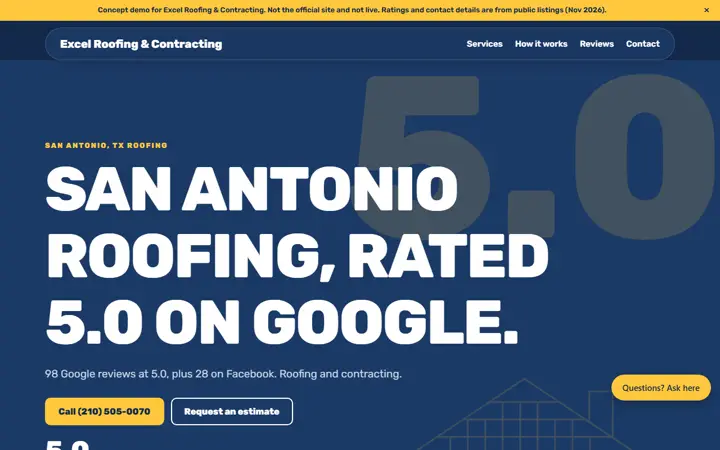 Concept demo for Excel Roofing & Contracting. Not the official site and not live. Ratings and contact details are from public listings (Nov 2026). ×
Excel Roofing & Contracting
Services How it works Reviews Contact
5.0
SAN ANTONIO, TX ROOFING
SAN ANTONIO
ROOFING, RATED
5.0 ON GOOGLE.
98 Google reviews at 5.0, plus 28 on Facebook. Roofing and contracting.
Questions? Ask here
Call (210) 505-0070 Request an estimate
5.0